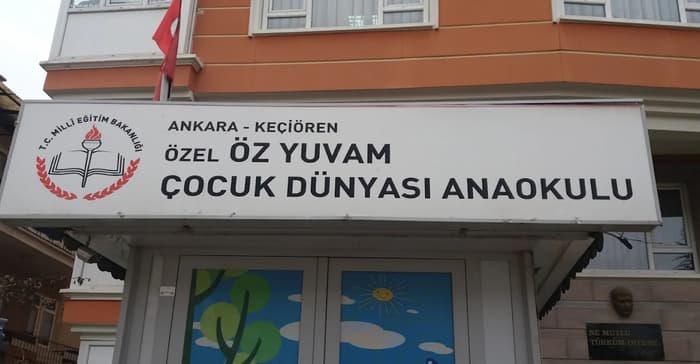 T.C. MİLLİ EĞİTİM BAKANLIĞI
ANKARA - KEÇİÖREN
ÖZEL ÖZ YUVAM
ÇOCUK DÜNYASI ANAOKULU
NE MUTLU
TÜRKÜM DİYENE